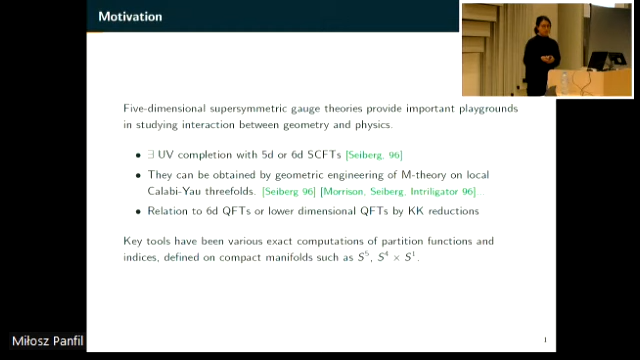 Motivation
Five-dimensional supersymmetric gauge theories provide important playgrounds
in studying interaction between geometry and physics.
• ∃ UV completion with 5d or 6d SCFTs [Seiberg, 96]
• They can be obtained by geometric engineering of M-theory on local
Calabi-Yau threefolds. [Seiberg 96] [Morrison, Seiberg, Intriligator 96]...
• Relation to 6d QFTs or lower dimensional QFTs by KK reductions
Key tools have been various exact computations of partition functions and
indices, defined on compact manifolds such as S⁵, S⁴ × S¹.
Miłosz Panfil
1